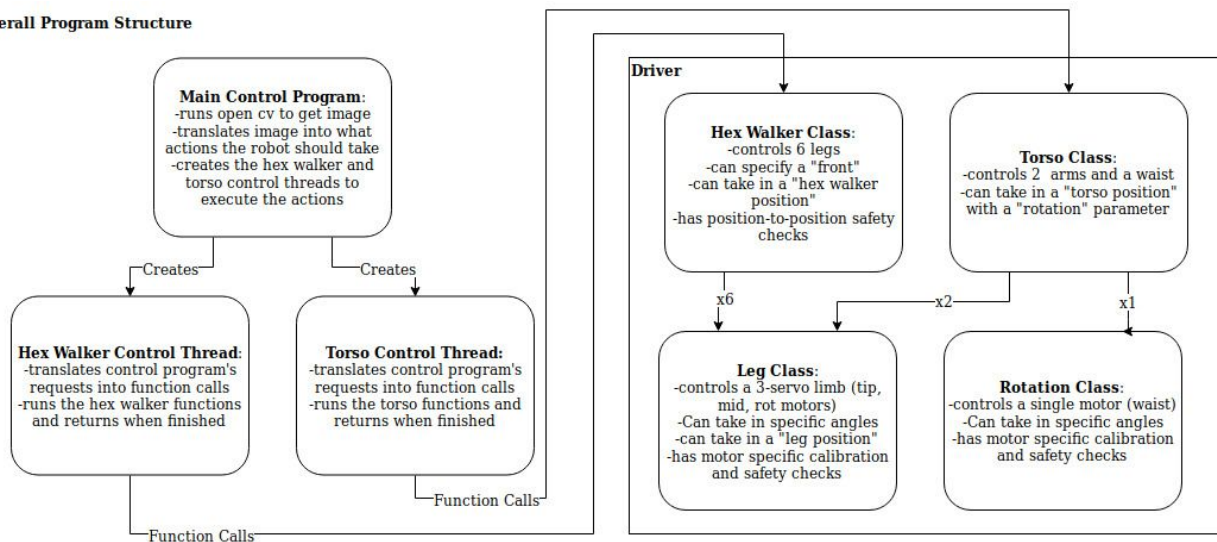 erall Program Structure
Main Control Program:
-runs open cv to get image
-translates image into what
actions the robot should take
-creates the hex walker and
torso control threads to
execute the actions
Creates
Creates
Hex Walker Control Thread:
-translates control program's
requests into function calls
-runs the hex walker functions
and returns when finished
Torso Control Thread:
-translates control program's
requests into function calls
-runs the torso functions and
returns when finished
Function Calls
Function Calls
Driver
Hex Walker Class:
-controls 6 legs
-can specify a "front"
-can take in a "hex walker
position"
-has position-to-position safety
checks
Torso Class:
-controls 2 arms and a waist
-can take in a "torso position"
with a "rotation" parameter
x6
x2
x1
Leg Class:
-controls a 3-servo limb (tip,
mid, rot motors)
-Can take in specific angles
-can take in a "leg position"
-has motor specific calibration
and safety checks
Rotation Class:
-controls a single motor (waist)
-Can take in specific angles
-has motor specific calibration
and safety checks